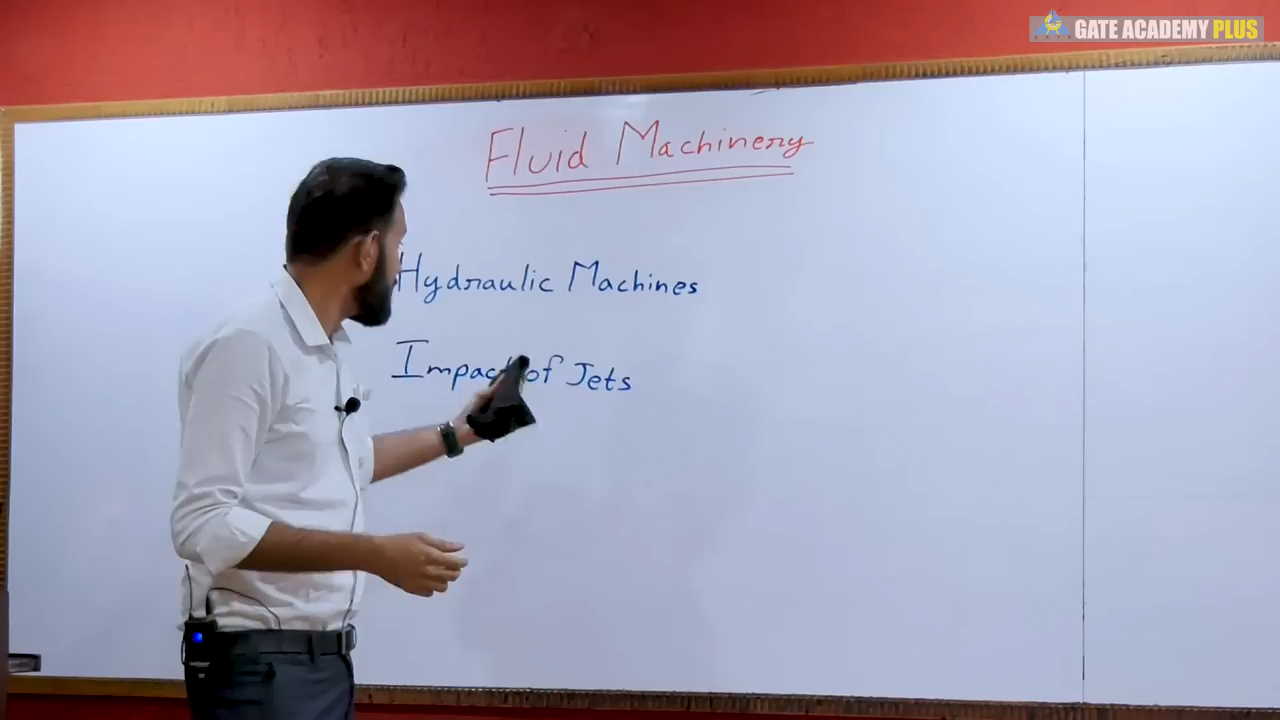 GATE ACADEMY PLUS
Fluid Machinery
Hydraulic Machines
Impact of Jets